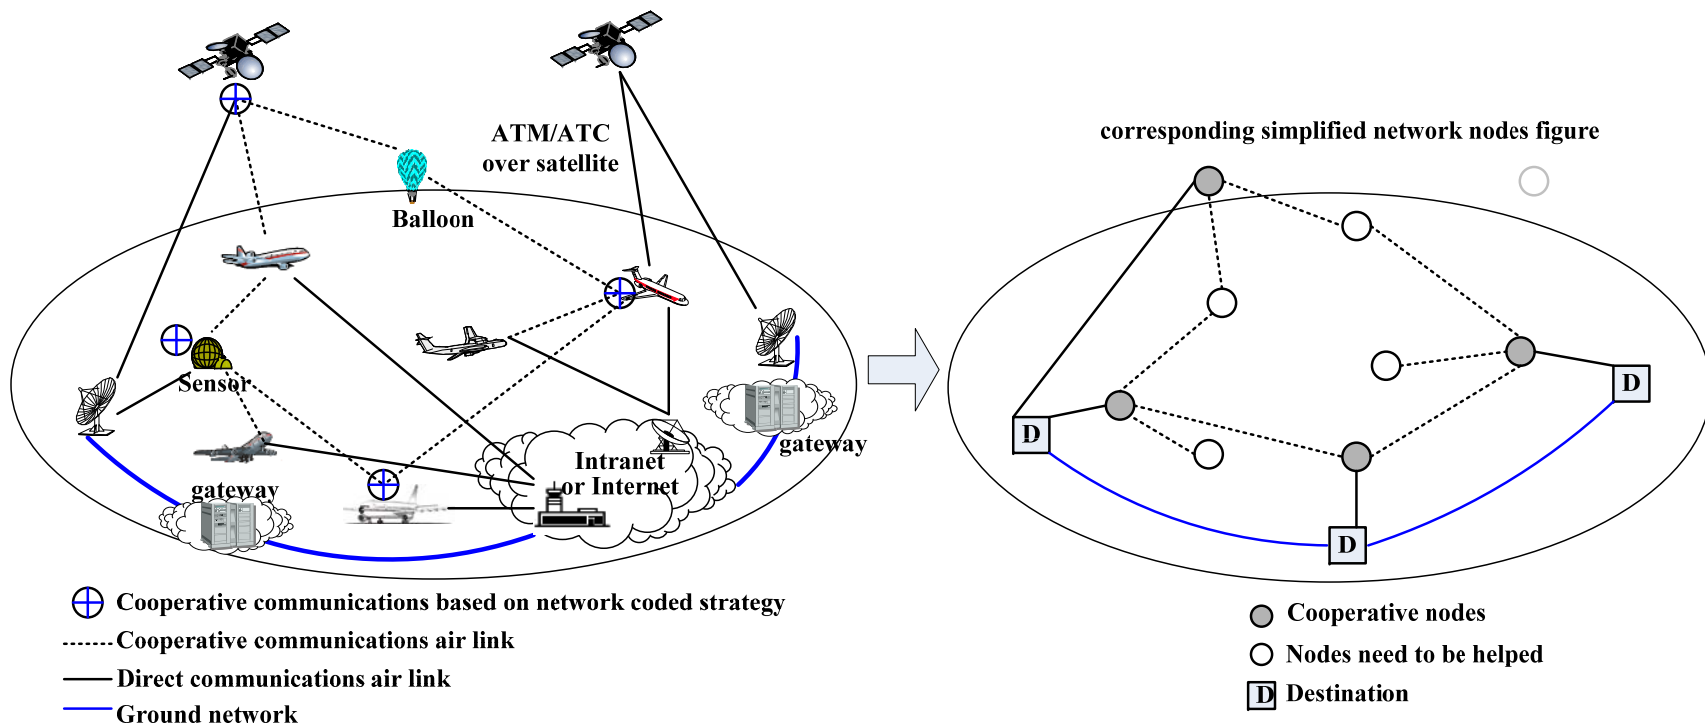 ATM/ATC
over satellite
corresponding simplified network nodes figure
Balloon
Sensor
gateway
Intranet
or Internet
gateway
D
D
D
Cooperative communications based on network coded strategy
Cooperative communications air link
Direct communications air link
Ground network
Cooperative nodes
Nodes need to be helped
D
Destination